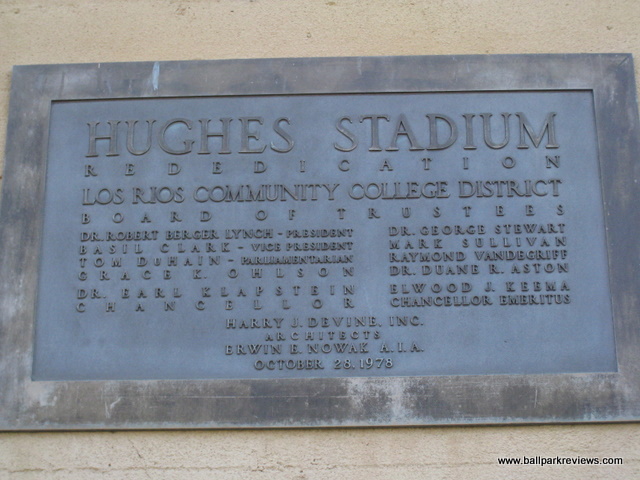 HUGHES STADIUM
REDEDICATION
LOS RIOS COMMUNITY COLLEGE DISTRICT
BOARD OF TRUSTEES
DR. ROBERT BERGER LYNCH - PRESIDENT
BASIL CLARK - VICE PRESIDENT
TOM DUHAIN - PARLIAMENTARIAN
GRACE K. OHLSON
DR. EARL KLAPSTEIN
CHANCELLOR
DR. GEORGE STEWART
MARK SULLIVAN
RAYMOND VANDEGRIFF
DR. DUANE R. ASTON
ELWOOD J. KEEMA
CHANCELLOR EMERITUS
HARRY J. DEVINE, INC.
ARCHITECTS
ERWIN E. NOWAK A.I.A.
OCTOBER 28, 1978
www.ballparkreviews.com